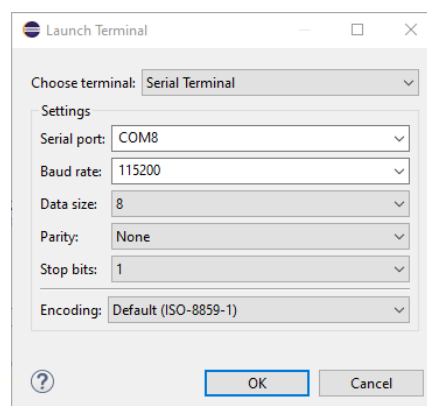 Launch Terminal
Choose terminal: Serial Terminal
Settings
Serial port: COM8
Baud rate: 115200
Data size: 8
Parity: None
Stop bits: 1
Encoding: Default (ISO-8859-1)
? OK Cancel